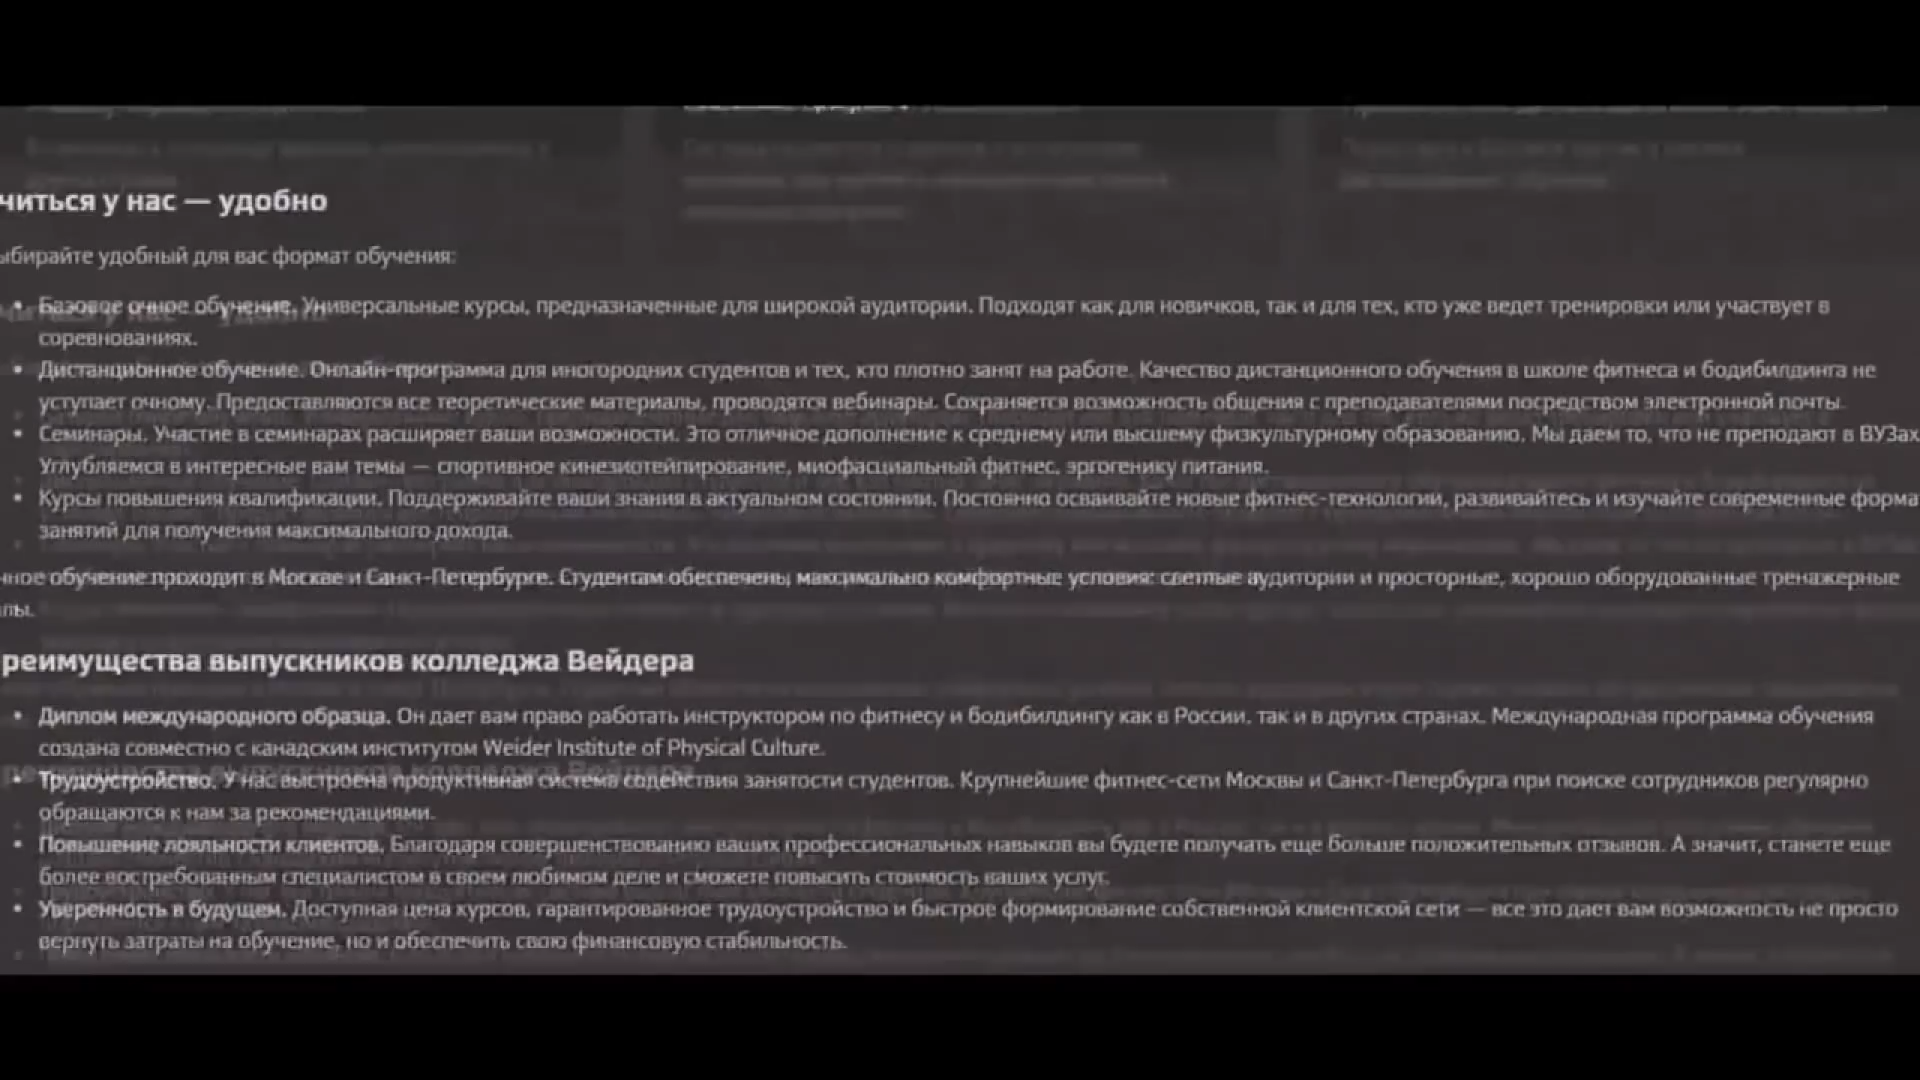 читься у нас — удобно
ыбирайте удобный для вас формат обучения:
• Базовое очное обучение. Универсальные курсы, предназначенные для широкой аудитории. Подходят как для новичков, так и для тех, кто уже ведет тренировки или участвует в
соревнованиях.
• Дистанционное обучение. Онлайн-программа для иногородних студентов и тех, кто плотно занят на работе. Качество дистанционного обучения в школе фитнеса и бодибилдинга не
уступает очному. Предоставляются все теоретические материалы, проводятся вебинары. Сохраняется возможность общения с преподавателями посредством электронной почты.
• Семинары. Участие в семинарах расширяет ваши возможности. Это отличное дополнение к среднему или высшему физкультурному образованию. Мы даем то, что не преподают в ВУЗах.
Углубляемся в интересные вам темы — спортивное кинезиотейпирование, миофасциальный фитнес, эргогенику питания.
• Курсы повышения квалификации. Поддерживайте ваши знания в актуальном состоянии. Постоянно осваивайте новые фитнес-технологии, развивайтесь и изучайте современные форма
занятий для получения максимального дохода.
чное обучение проходит в Москве и Санкт-Петербурге. Студентам обеспечены максимально комфортные условия: светлые аудитории и просторные, хорошо оборудованные тренажерные
лы.
реимущества выпускников колледжа Вейдера
• Диплом международного образца. Он дает вам право работать инструктором по фитнесу и бодибилдингу как в России, так и в других странах. Международная программа обучения
создана совместно с канадским институтом Weider Institute of Physical Culture.
• Трудоустройство. У нас выстроена продуктивная система содействия занятости студентов. Крупнейшие фитнес-сети Москвы и Санкт-Петербурга при поиске сотрудников регулярно
обращаются к нам за рекомендациями.
• Повышение лояльности клиентов. Благодаря совершенствованию ваших профессиональных навыков вы будете получать еще больше положительных отзывов. А значит, станете еще
более востребованным специалистом в своем любимом деле и сможете повысить стоимость ваших услуг.
• Уверенность в будущем. Доступная цена курсов, гарантированное трудоустройство и быстрое формирование собственной клиентской сети — все это дает вам возможность не просто
вернуть затраты на обучение, но и обеспечить свою финансовую стабильность.